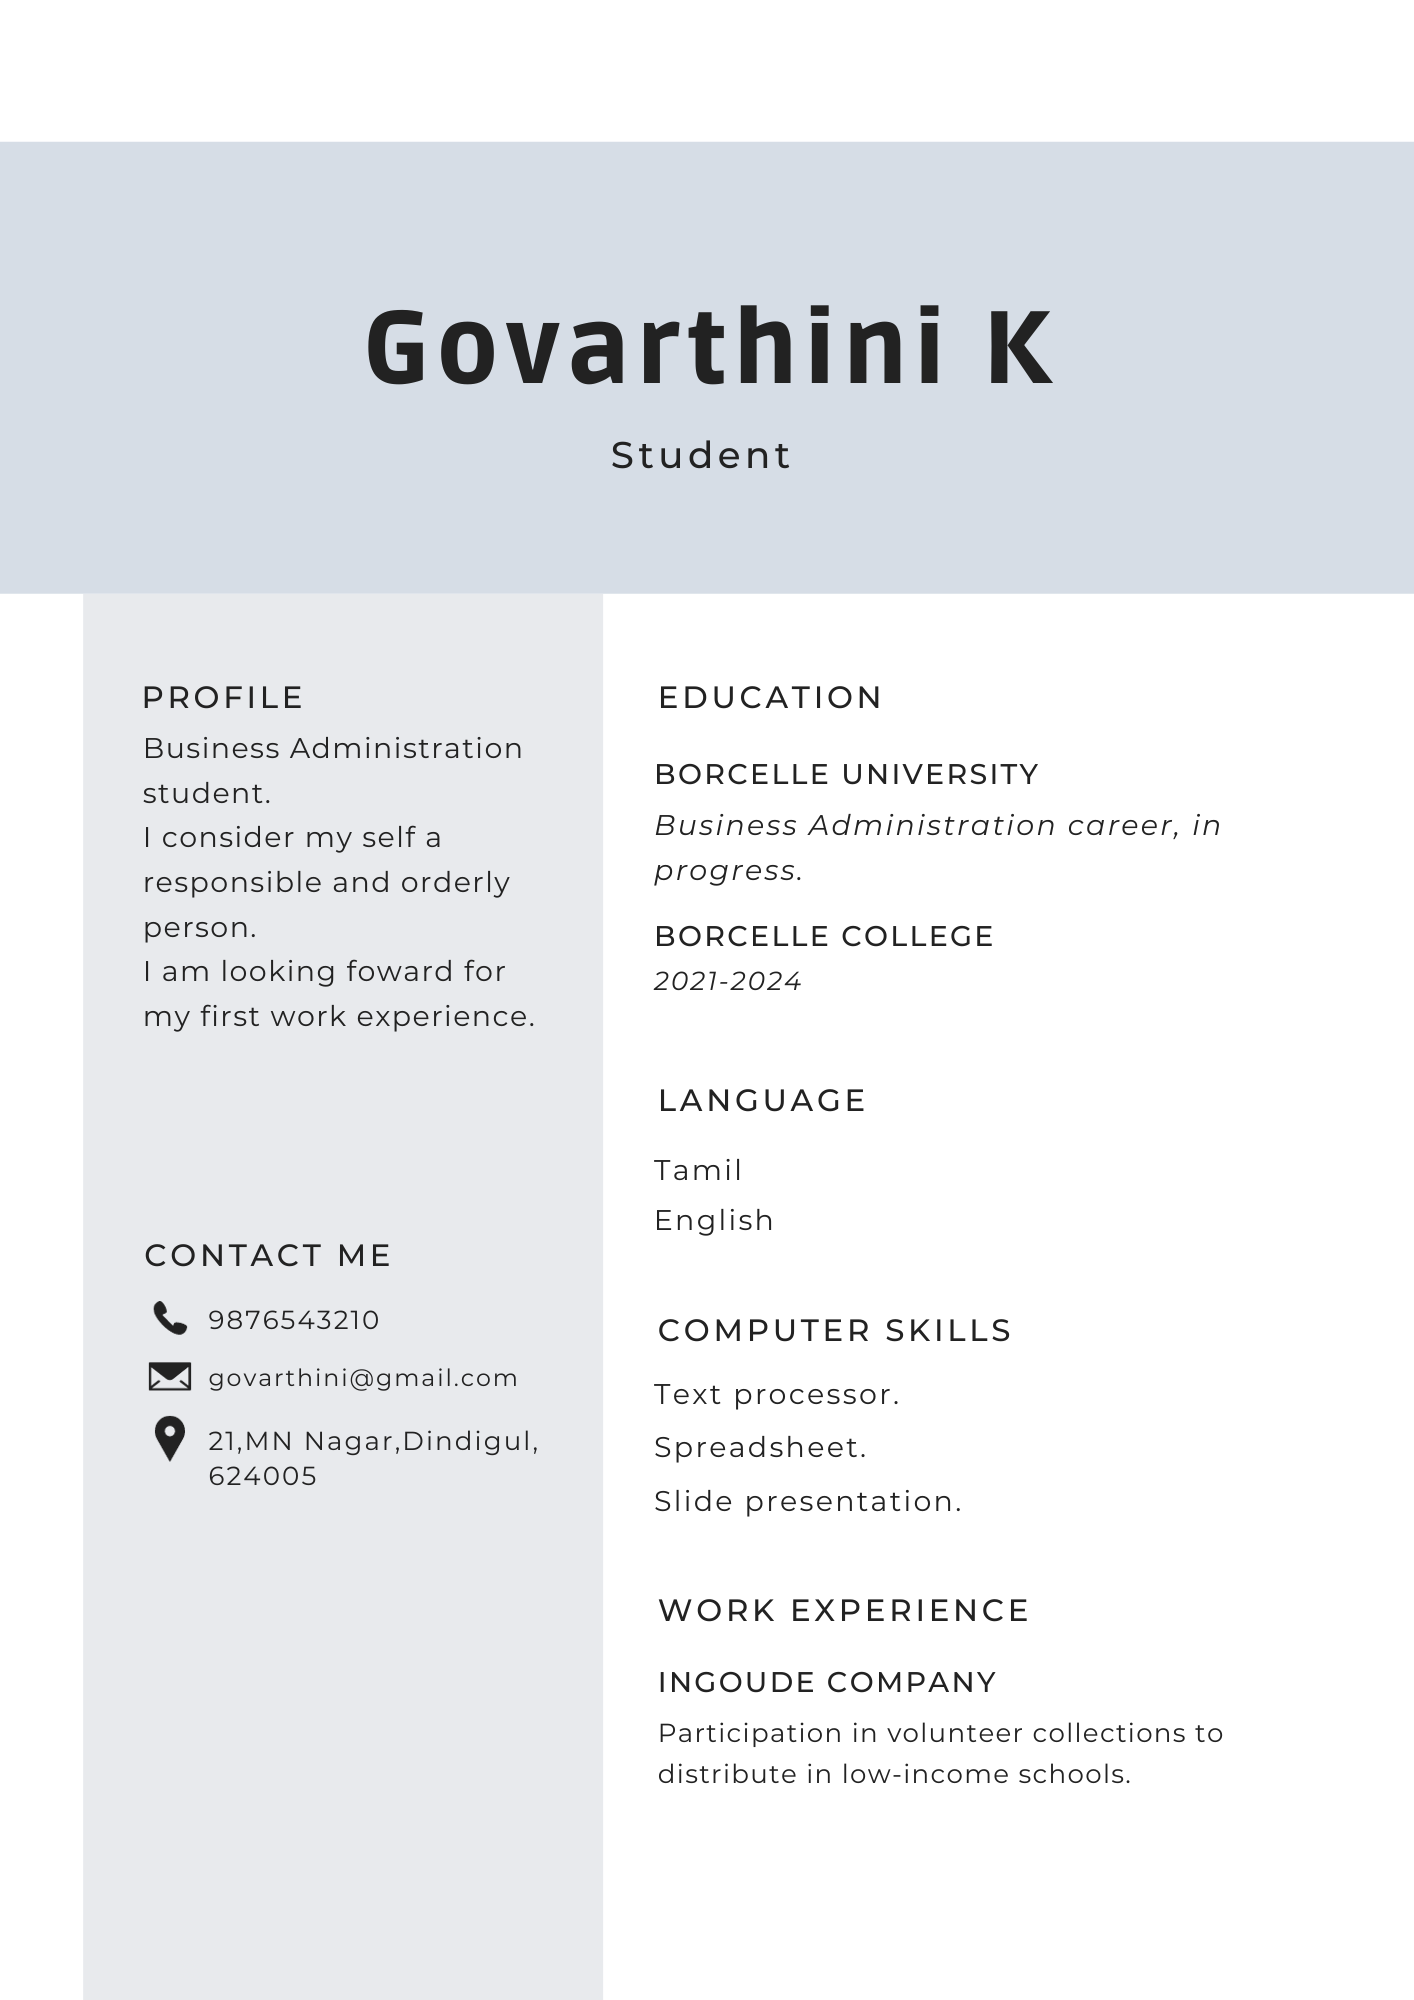 Govarthini K
Student
PROFILE
Business Administration
student.
I consider my self a
responsible and orderly
person.
I am looking foward for
my first work experience.
CONTACT ME
9876543210
govarthini@gmail.com
21,MN Nagar,Dindigul,
624005
EDUCATION
BORCELLE UNIVERSITY
Business Administration career, in
progress.
BORCELLE COLLEGE
2021-2024
LANGUAGE
Tamil
English
COMPUTER SKILLS
Text processor.
Spreadsheet.
Slide presentation.
WORK EXPERIENCE
INGOUDE COMPANY
Participation in volunteer collections to
distribute in low-income schools.